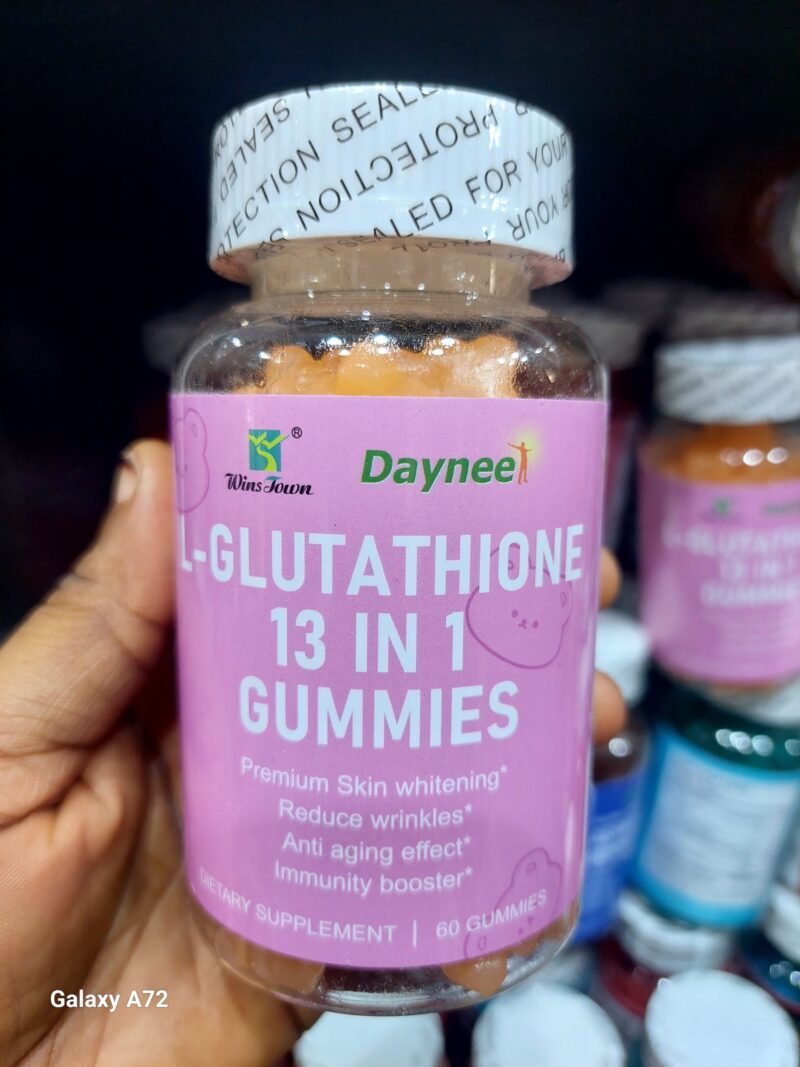 PROTECTION SEALED
SEALED FOR YOUR
WinsTown®
Daynee
L-GLUTATHIONE
13 IN 1
GUMMIES
Premium Skin whitening*
Reduce wrinkles*
Anti aging effect*
Immunity booster*
DIETARY SUPPLEMENT | 60 GUMMIES
Galaxy A72